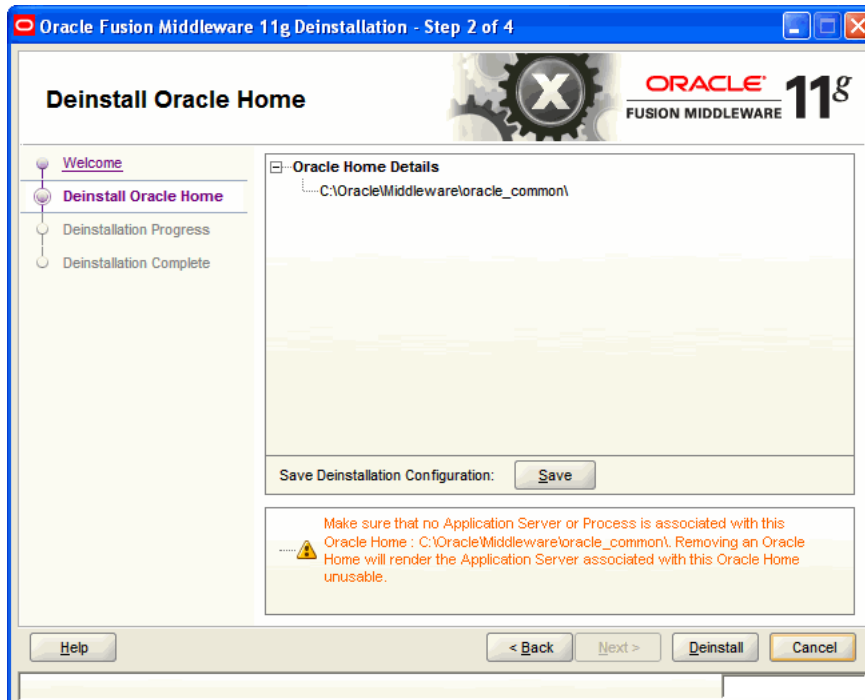 Oracle Fusion Middleware 11g Deinstallation - Step 2 of 4
Deinstall Oracle Home
ORACLE
FUSION MIDDLEWARE 11g
Welcome
Deinstall Oracle Home
Deinstallation Progress
Deinstallation Complete
Oracle Home Details
C:\Oracle\Middleware\oracle_common\
Save Deinstallation Configuration: Save
Make sure that no Application Server or Process is associated with this
Oracle Home : C:\Oracle\Middleware\oracle_common\. Removing an Oracle
Home will render the Application Server associated with this Oracle Home
unusable.
Help < Back Next > Deinstall Cancel